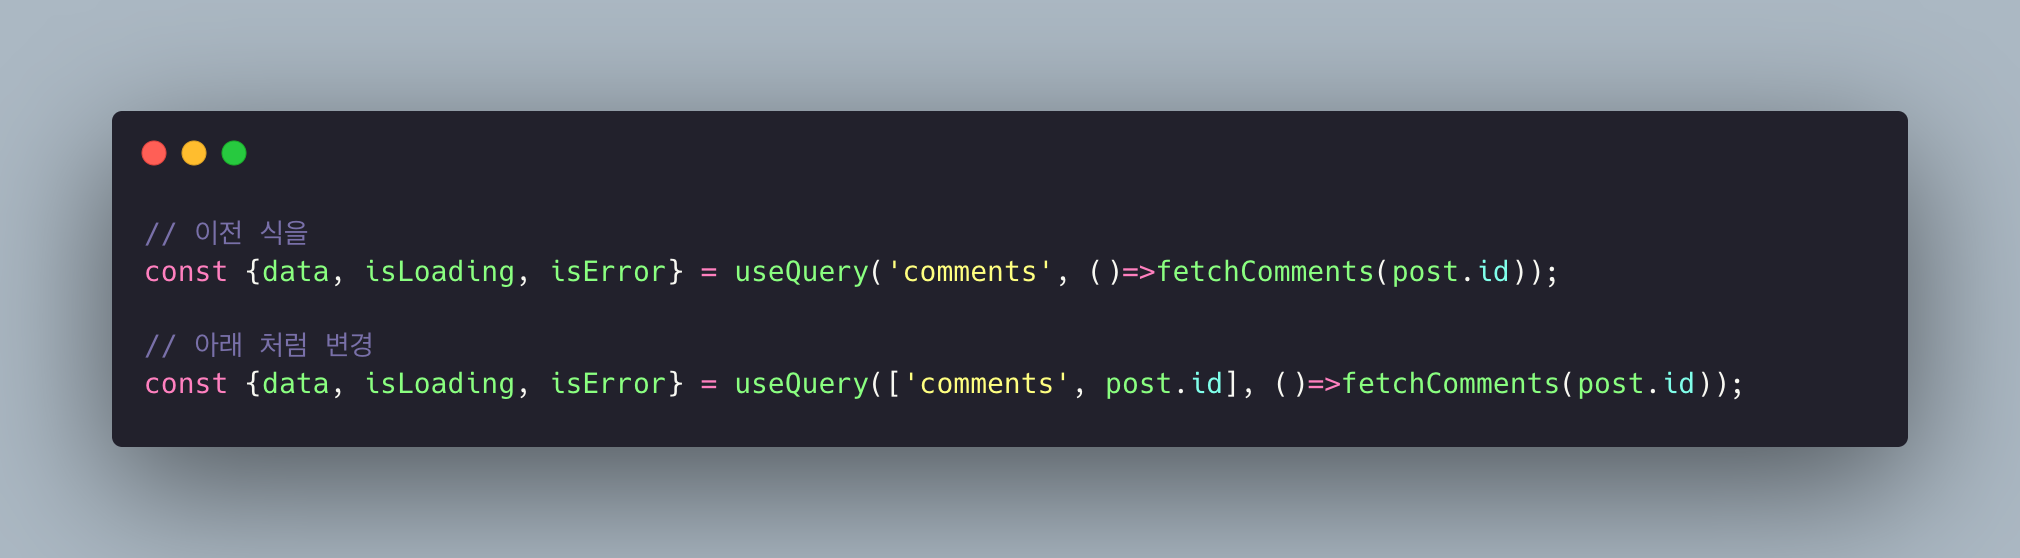 // 이전 식을
const {data, isLoading, isError} = useQuery('comments', ()=>fetchComments(post.id));
// 아래 처럼 변경
const {data, isLoading, isError} = useQuery(['comments', post.id], ()=>fetchComments(post.id));